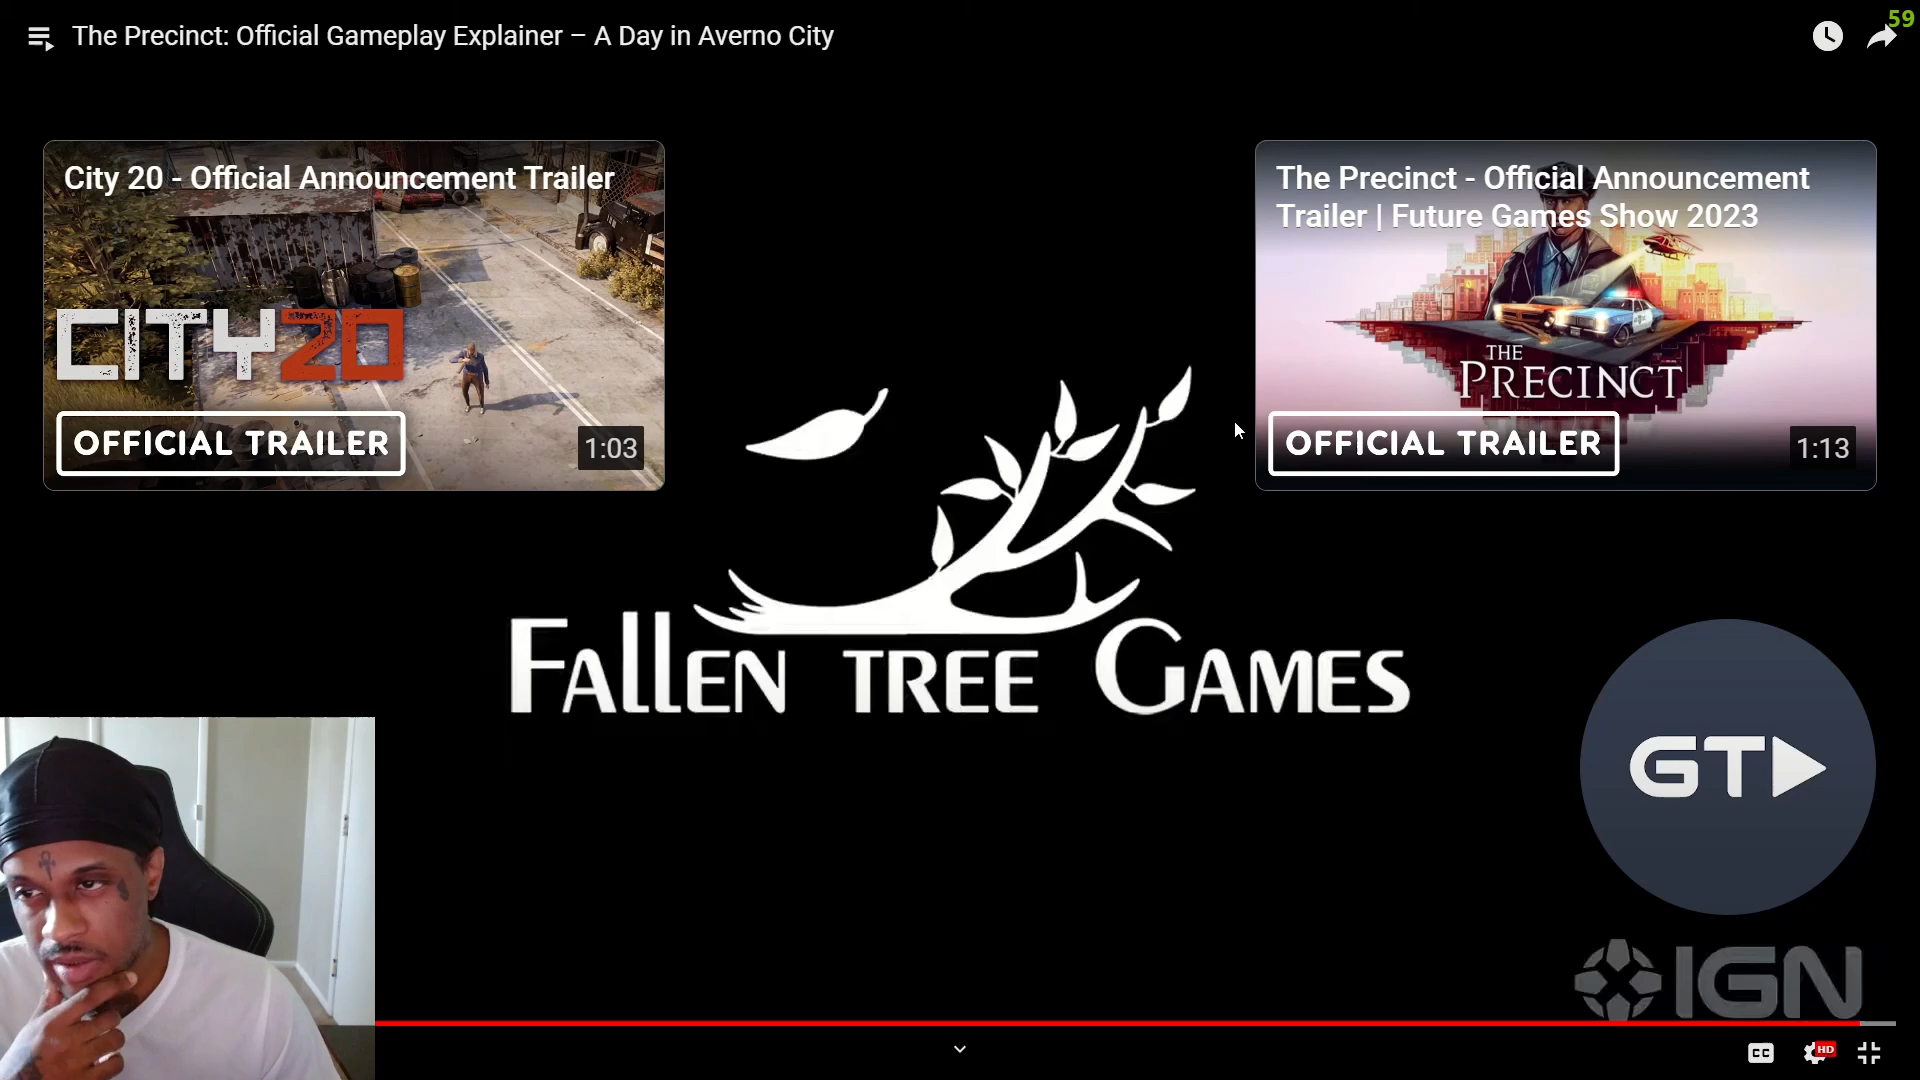 The Precinct: Official Gameplay Explainer – A Day in Averno City
59
City 20 - Official Announcement Trailer
CITY 20
OFFICIAL TRAILER
1:03
The Precinct - Official Announcement
Trailer | Future Games Show 2023
THE
PRECINCT
OFFICIAL TRAILER
1:13
FALLEN TREE GAMES
GT
IGN
CC
HD